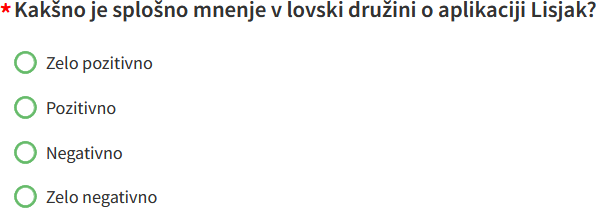 * Kakšno je splošno mnenje v lovski družini o aplikaciji Lisjak?
Zelo pozitivno
Pozitivno
Negativno
Zelo negativno